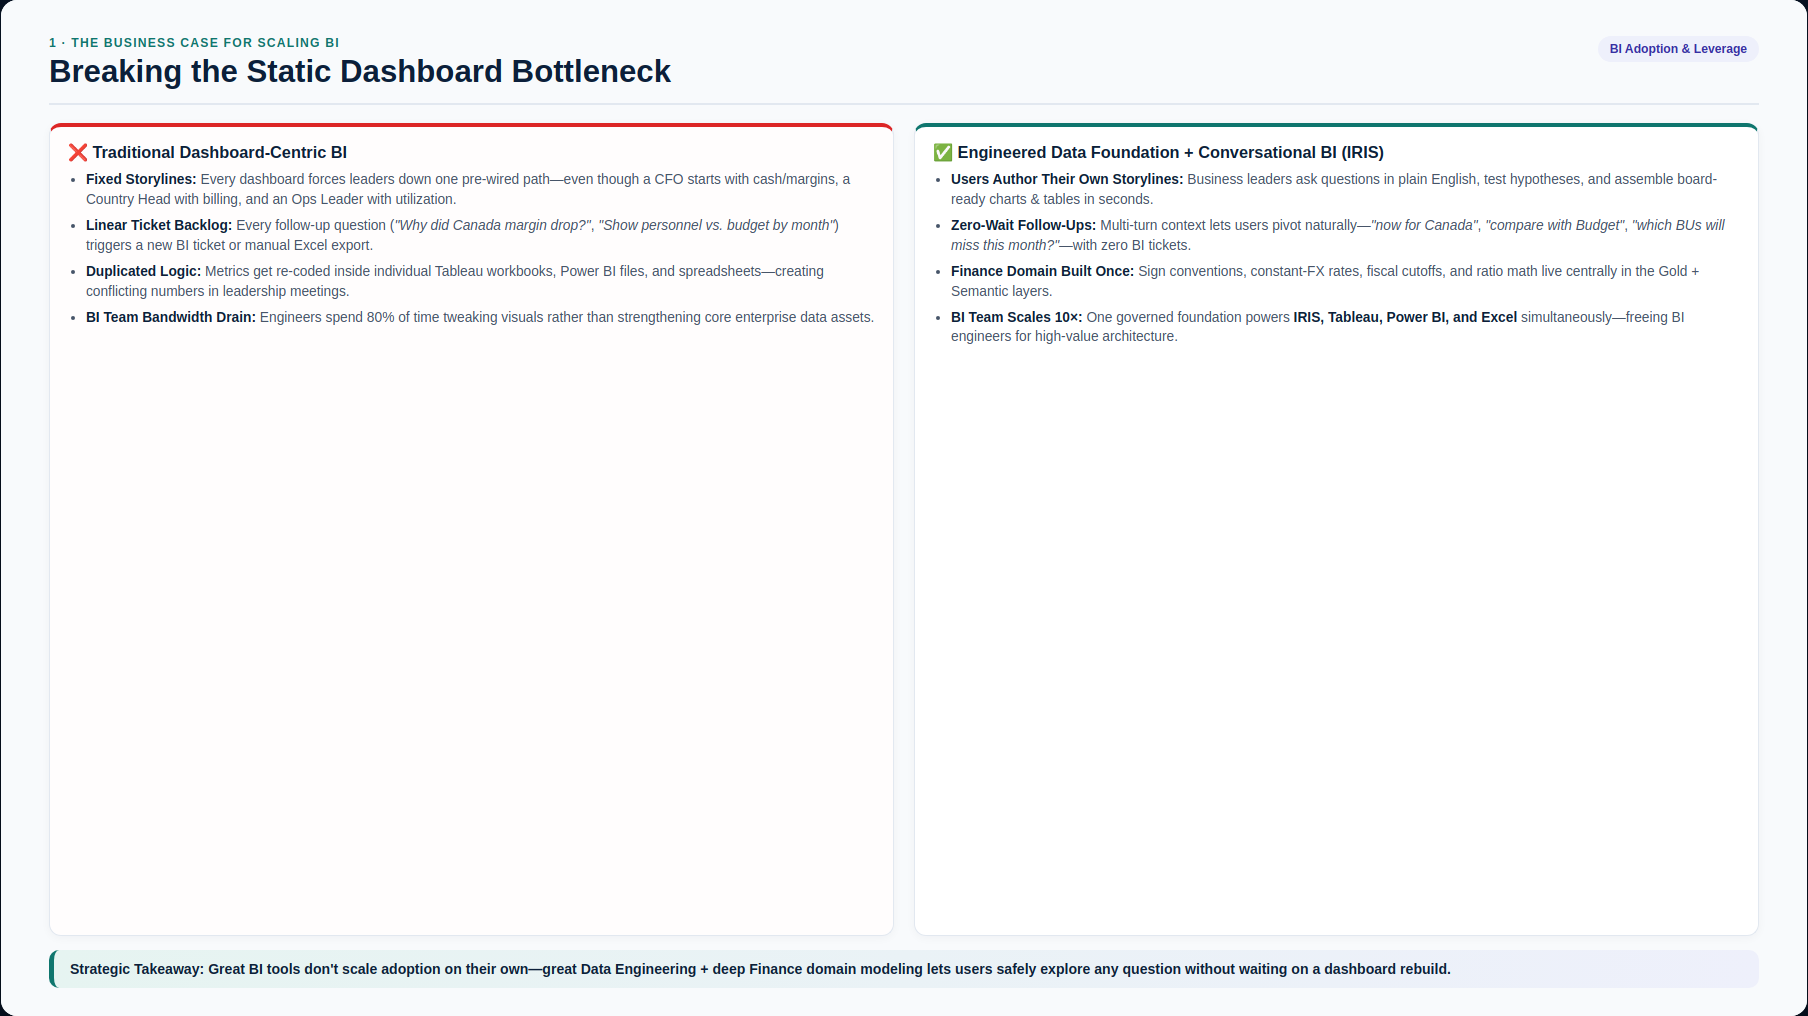 1 · THE BUSINESS CASE FOR SCALING BI
Breaking the Static Dashboard Bottleneck
BI Adoption & Leverage
❌ Traditional Dashboard-Centric BI
• Fixed Storylines: Every dashboard forces leaders down one pre-wired path—even though a CFO starts with cash/margins, a
Country Head with billing, and an Ops Leader with utilization.
• Linear Ticket Backlog: Every follow-up question ("Why did Canada margin drop?", "Show personnel vs. budget by month")
triggers a new BI ticket or manual Excel export.
• Duplicated Logic: Metrics get re-coded inside individual Tableau workbooks, Power BI files, and spreadsheets—creating
conflicting numbers in leadership meetings.
• BI Team Bandwidth Drain: Engineers spend 80% of time tweaking visuals rather than strengthening core enterprise data assets.
✅ Engineered Data Foundation + Conversational BI (IRIS)
• Users Author Their Own Storylines: Business leaders ask questions in plain English, test hypotheses, and assemble board-
ready charts & tables in seconds.
• Zero-Wait Follow-Ups: Multi-turn context lets users pivot naturally—"now for Canada", "compare with Budget", "which BUs will
miss this month?"—with zero BI tickets.
• Finance Domain Built Once: Sign conventions, constant-FX rates, fiscal cutoffs, and ratio math live centrally in the Gold +
Semantic layers.
• BI Team Scales 10×: One governed foundation powers IRIS, Tableau, Power BI, and Excel simultaneously—freeing BI
engineers for high-value architecture.
Strategic Takeaway: Great BI tools don't scale adoption on their own—great Data Engineering + deep Finance domain modeling lets users safely explore any question without waiting on a dashboard rebuild.